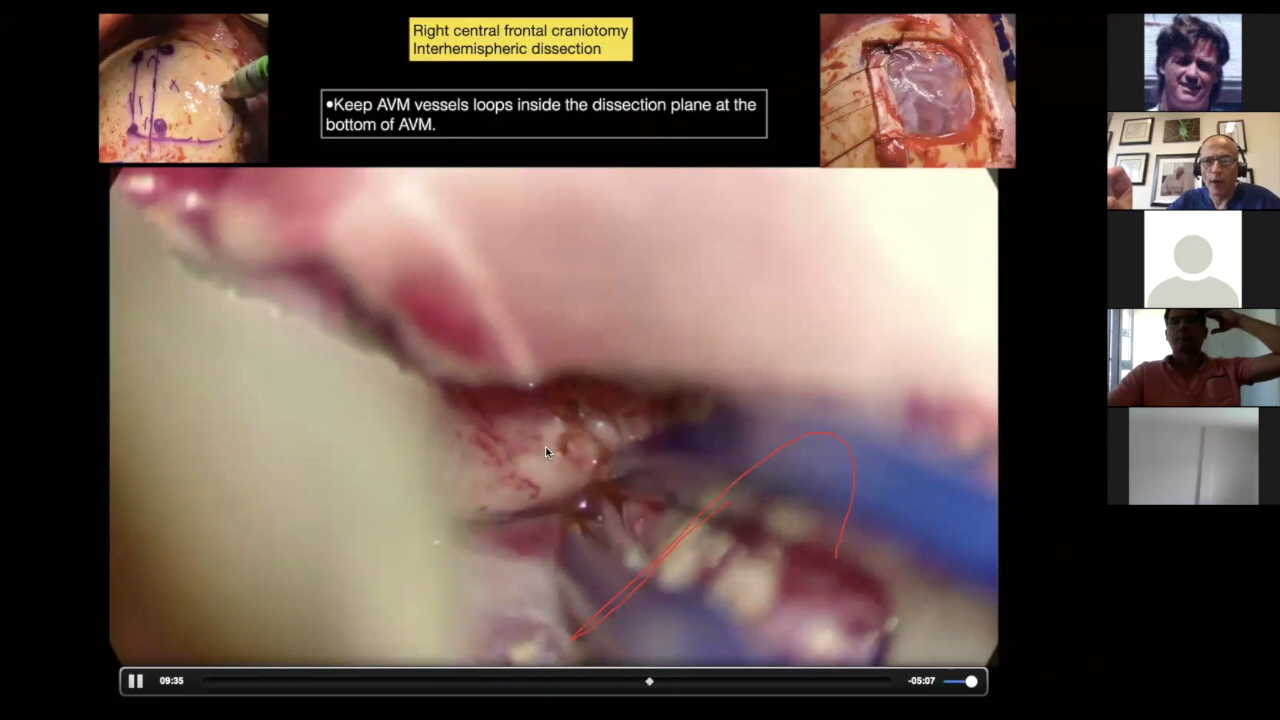 Right central frontal craniotomy
Interhemispheric dissection
•Keep AVM vessels loops inside the dissection plane at the
bottom of AVM.
09:35
-05:07